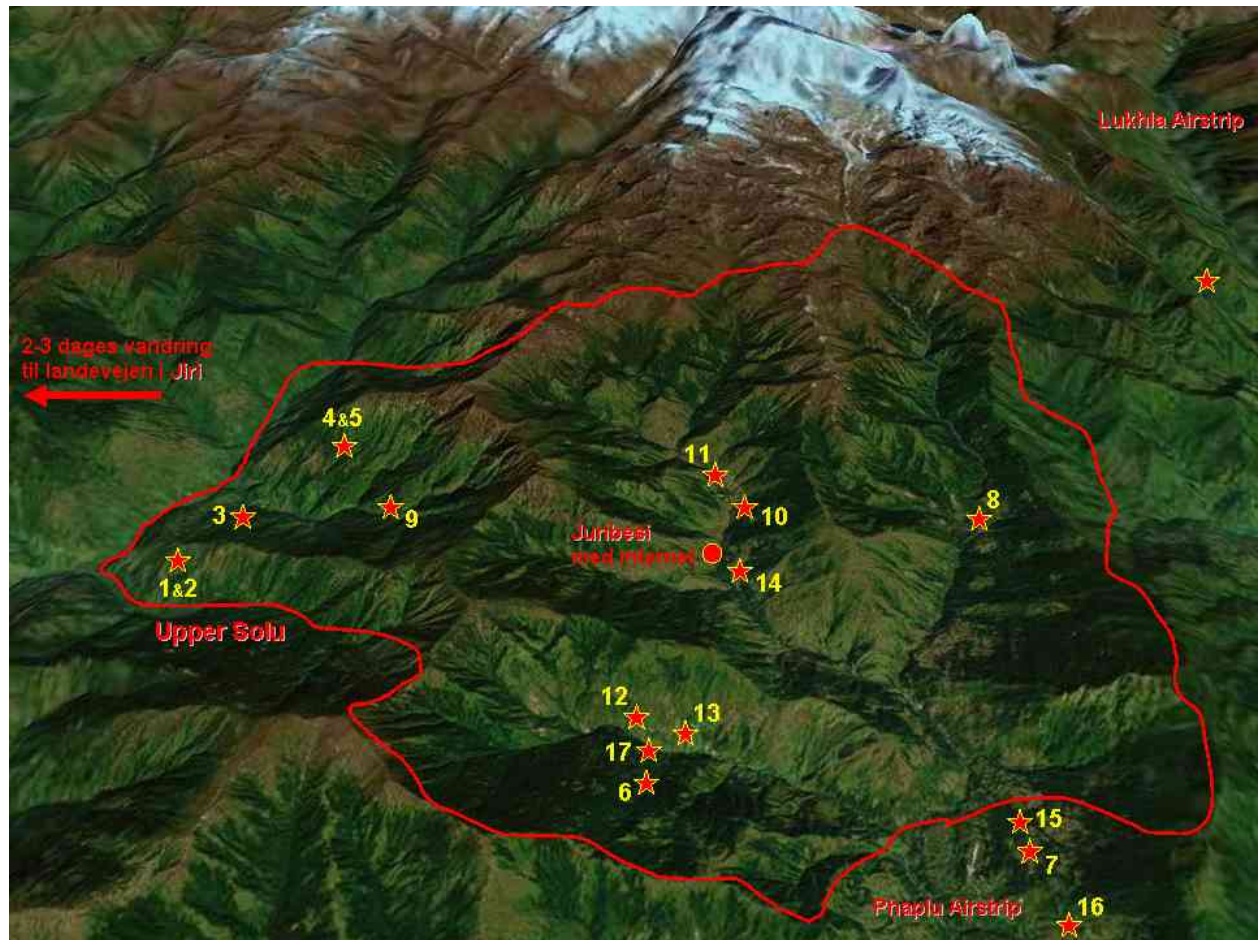 Lukhla Airstrip
2-3 dages vandring
til landevejen i Jiri
4&5
11
3
9
10
8
Juribesi
med internet
14
1&2
Upper Solu
12
13
17
6
15
7
Phaplu Airstrip
16